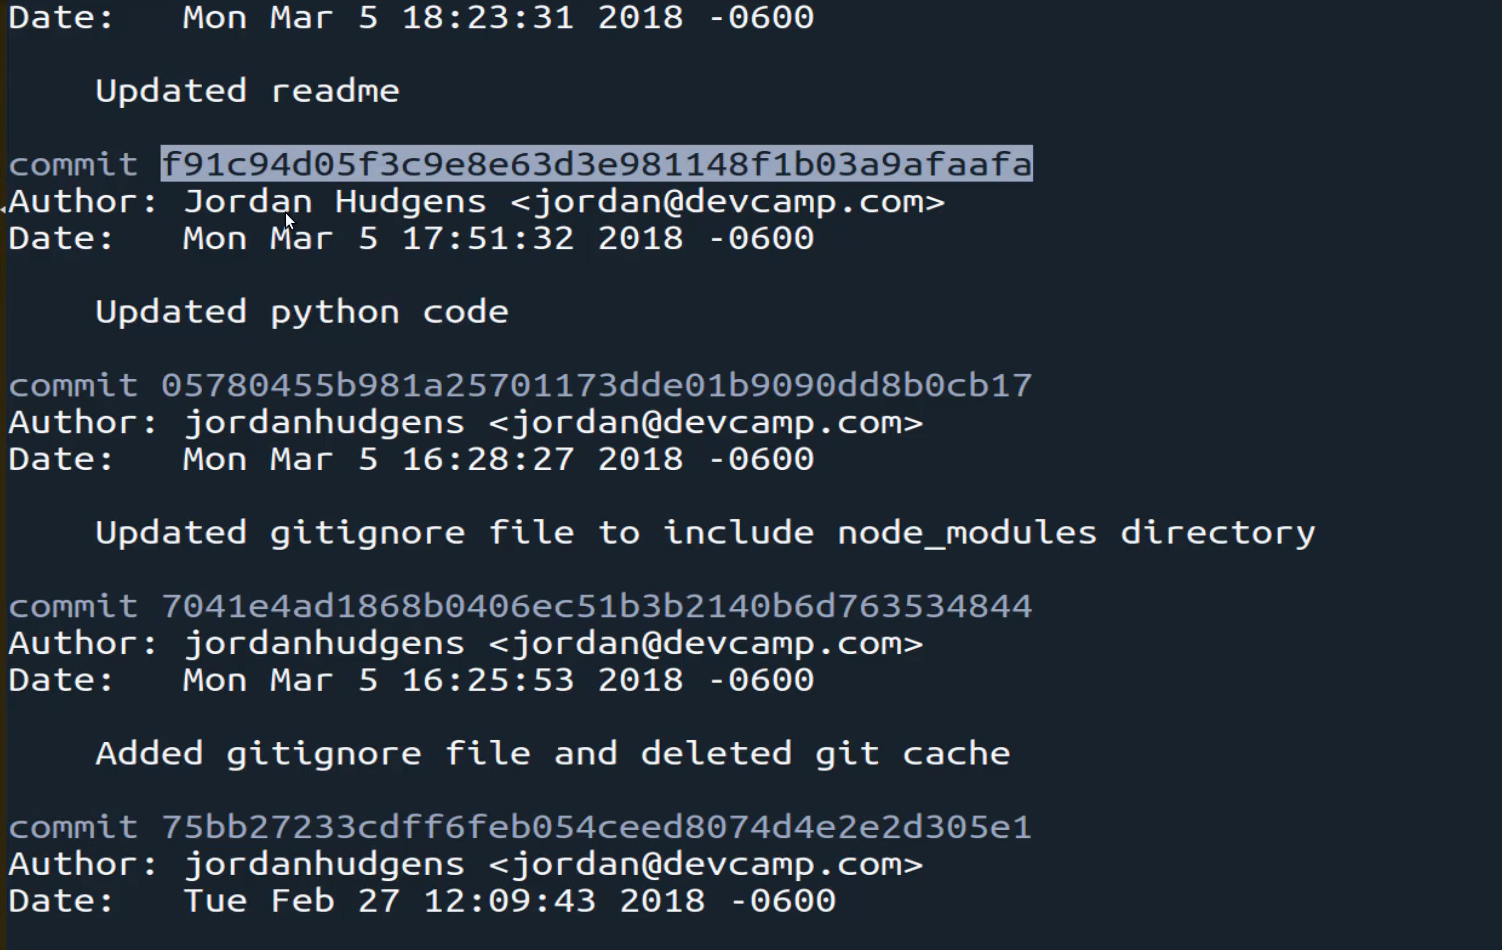 Date:   Mon Mar 5 18:23:31 2018 -0600
Updated readme
commit f91c94d05f3c9e8e63d3e981148f1b03a9afaafa
Author: Jordan Hudgens <jordan@devcamp.com>
Date:   Mon Mar 5 17:51:32 2018 -0600
Updated python code
commit 05780455b981a25701173dde01b9090dd8b0cb17
Author: jordanhudgens <jordan@devcamp.com>
Date:   Mon Mar 5 16:28:27 2018 -0600
Updated gitignore file to include node_modules directory
commit 7041e4ad1868b0406ec51b3b2140b6d763534844
Author: jordanhudgens <jordan@devcamp.com>
Date:   Mon Mar 5 16:25:53 2018 -0600
Added gitignore file and deleted git cache
commit 75bb27233cdff6feb054ceed8074d4e2e2d305e1
Author: jordanhudgens <jordan@devcamp.com>
Date:   Tue Feb 27 12:09:43 2018 -0600